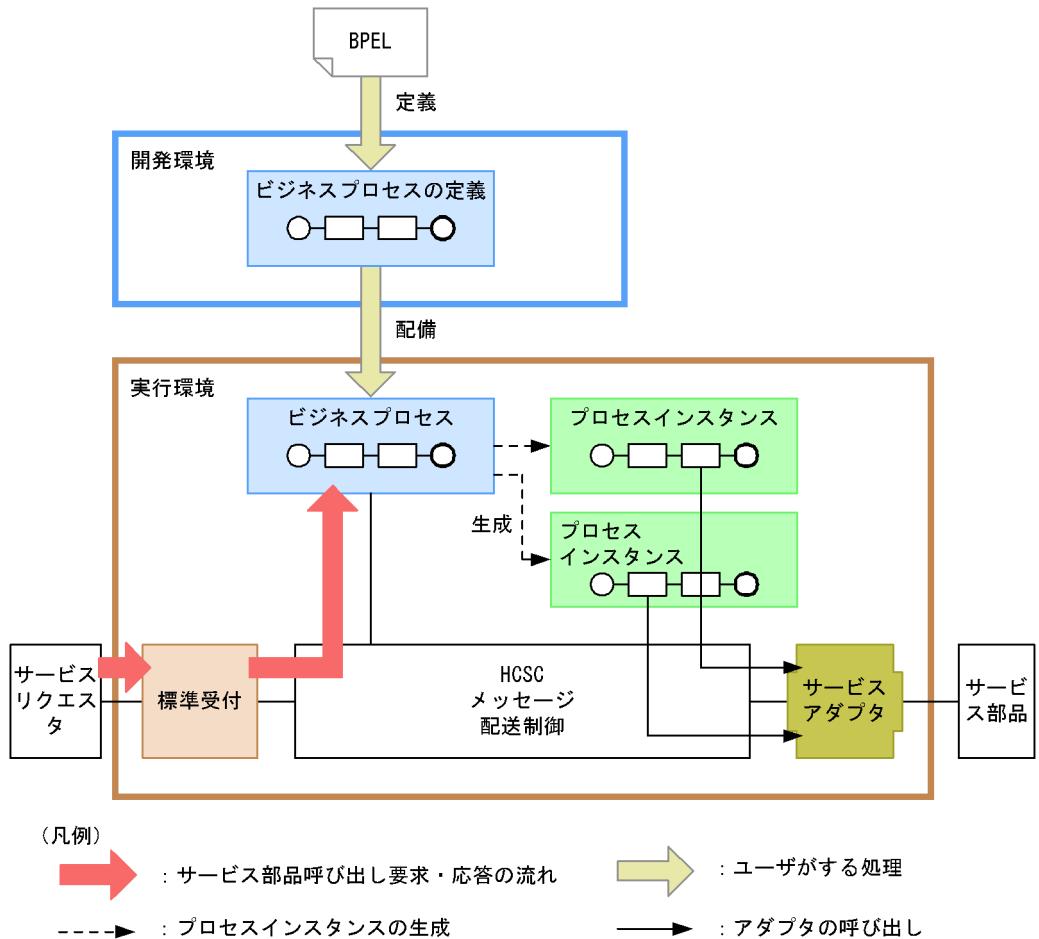 BPEL
定義
開発環境
ビジネスプロセスの定義
配備
実行環境
ビジネスプロセス
プロセスインスタンス
生成
プロセス
インスタンス
サービス
リクエス
タ
標準受付
HCSC
メッセージ
配送制御
サービス
アダプタ
サービ
ス部品
（凡例）
：サービス部品呼び出し要求・応答の流れ
：ユーザがする処理
：プロセスインスタンスの生成
：アダプタの呼び出し